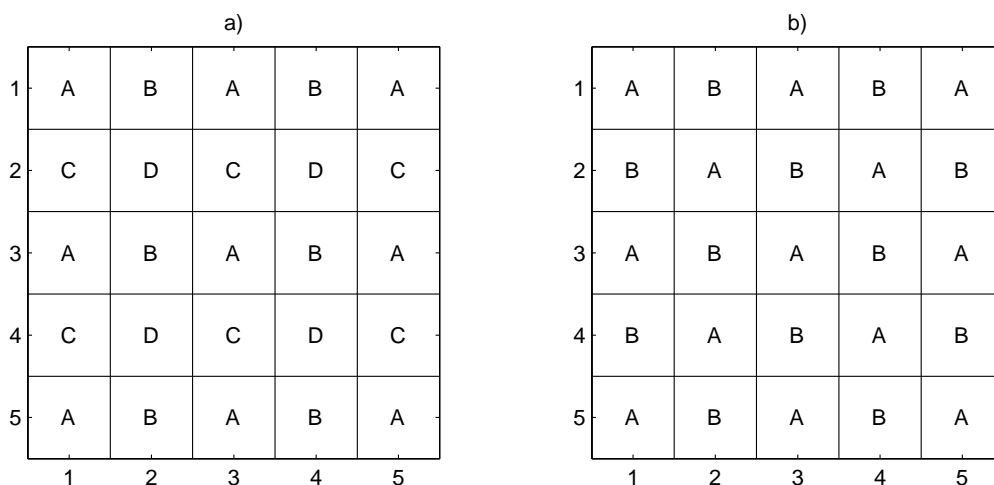 a) b)
1 A B A B A 1 A B A B A
2 C D C D C 2 B A B A B
3 A B A B A 3 A B A B A
4 C D C D C 4 B A B A B
5 A B A B A 5 A B A B A
1 2 3 4 5 1 2 3 4 5